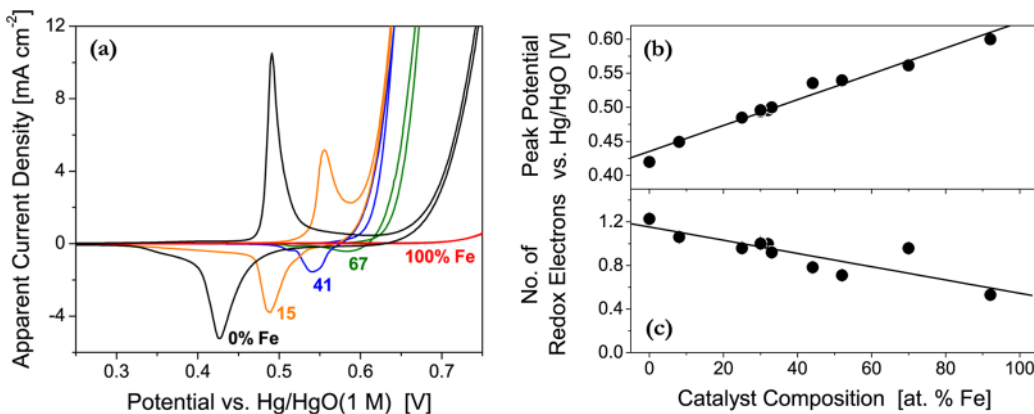 (a)
Apparent Current Density [mA cm⁻²]
12
8
4
0
-4
0% Fe
15
41
67
100% Fe
0.3
0.4
0.5
0.6
0.7
Potential vs. Hg/HgO(1 M) [V]
(b)
Peak Potential
vs. Hg/HgO [V]
0.60
0.55
0.50
0.45
0.40
(c)
No. of
Redox Electrons
1.2
0.8
0.4
0.0
0
20
40
60
80
100
Catalyst Composition [at. % Fe]